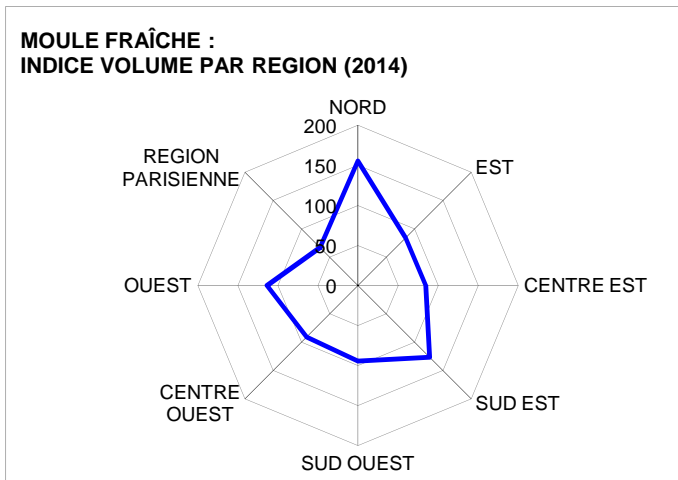 MOULE FRAÎCHE :
INDICE VOLUME PAR REGION (2014)
NORD
200
REGION
PARISIENNE
150
EST
100
50
OUEST
0
CENTRE EST
CENTRE
OUEST
SUD EST
SUD OUEST